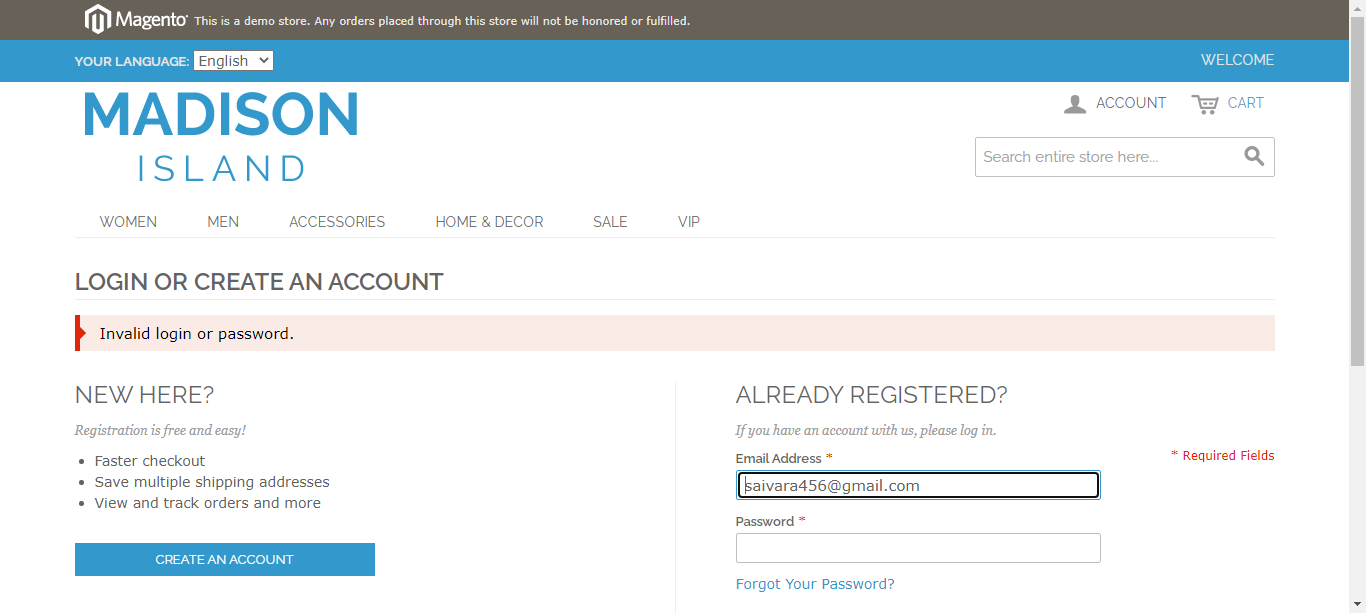 Magento This is a demo store. Any orders placed through this store will not be honored or fulfilled.
YOUR LANGUAGE: English WELCOME
MADISON
ISLAND
ACCOUNT CART
Search entire store here...
WOMEN MEN ACCESSORIES HOME & DECOR SALE VIP
LOGIN OR CREATE AN ACCOUNT
Invalid login or password.
NEW HERE?
Registration is free and easy!
• Faster checkout
• Save multiple shipping addresses
• View and track orders and more
CREATE AN ACCOUNT
ALREADY REGISTERED?
If you have an account with us, please log in.
* Required Fields
Email Address *
saivara456@gmail.com
Password *
Forgot Your Password?